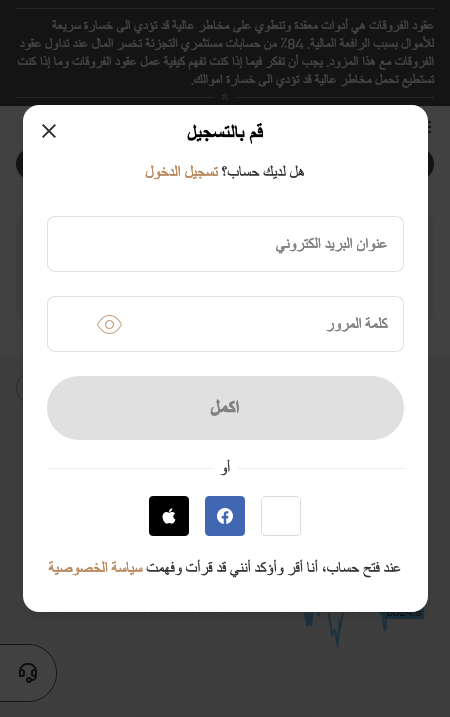 عقود الفروقات هي أدوات معقدة وتنطوي على مخاطر عالية قد تؤدي الى خسارة سريعة
للأموال بسبب الرافعة المالية. 84٪ من حسابات مستثمري التجزئة تخسر المال عند تداول عقود
الفروقات مع هذا المزود. يجب أن تفكر فيما إذا كنت تفهم كيفية عمل عقود الفروقات وما إذا كنت
تستطيع تحمل مخاطر عالية قد تؤدي الى خسارة اموالك.
قم بالتسجيل
هل لديك حساب؟ تسجيل الدخول
عنوان البريد الكتروني
كلمة المرور
اكمل
أو
عند فتح حساب، أنا أقر وأؤكد أنني قد قرأت وفهمت سياسة الخصوصية